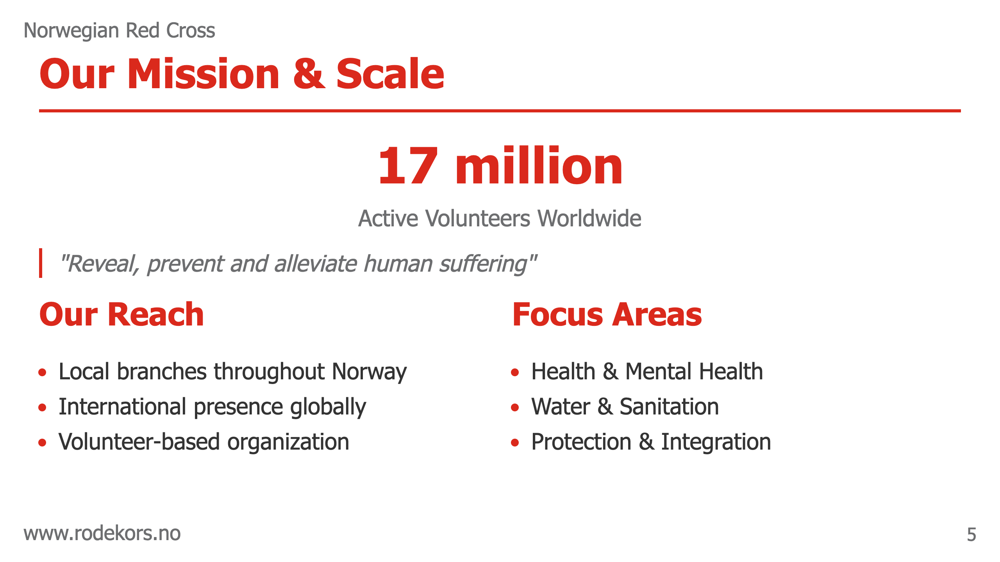 Norwegian Red Cross
Our Mission & Scale
17 million
Active Volunteers Worldwide
"Reveal, prevent and alleviate human suffering"
Our Reach
• Local branches throughout Norway
• International presence globally
• Volunteer-based organization
Focus Areas
• Health & Mental Health
• Water & Sanitation
• Protection & Integration
www.rodekors.no
5